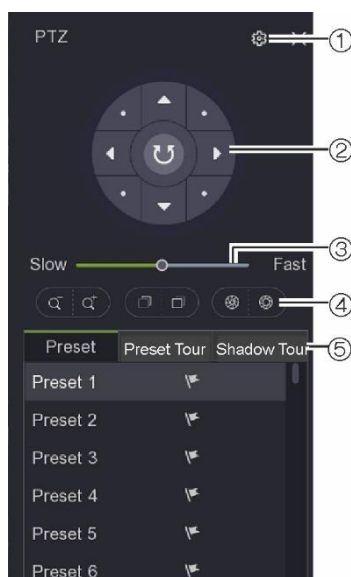 PTZ
①
②
③
Slow Fast
④
Preset Preset Tour Shadow Tour
⑤
Preset 1
Preset 2
Preset 3
Preset 4
Preset 5
Preset 6